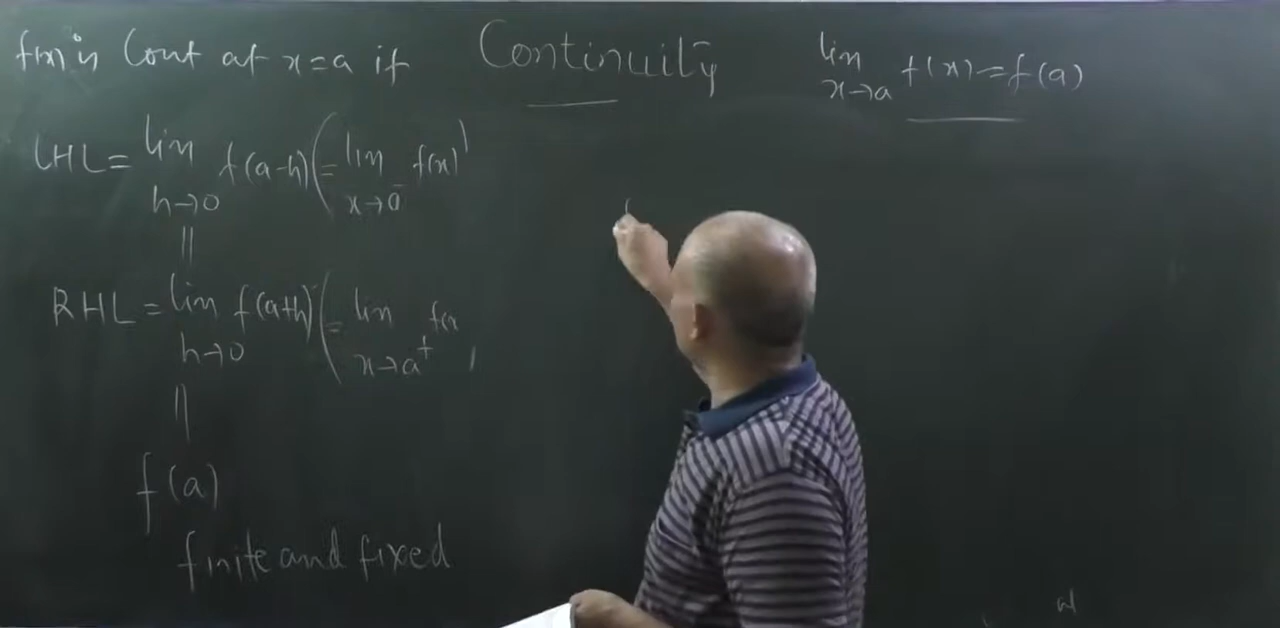 f(x) is Cont at x=a if
Continuity
lim f(x)=f(a)
x→a
LHL= lim f(a-h) (= lim f(x))
h→0 x→a⁻
||
RHL= lim f(a+h) (= lim f(x
h→0 x→a⁺ )
||
f(a)
finite and fixed